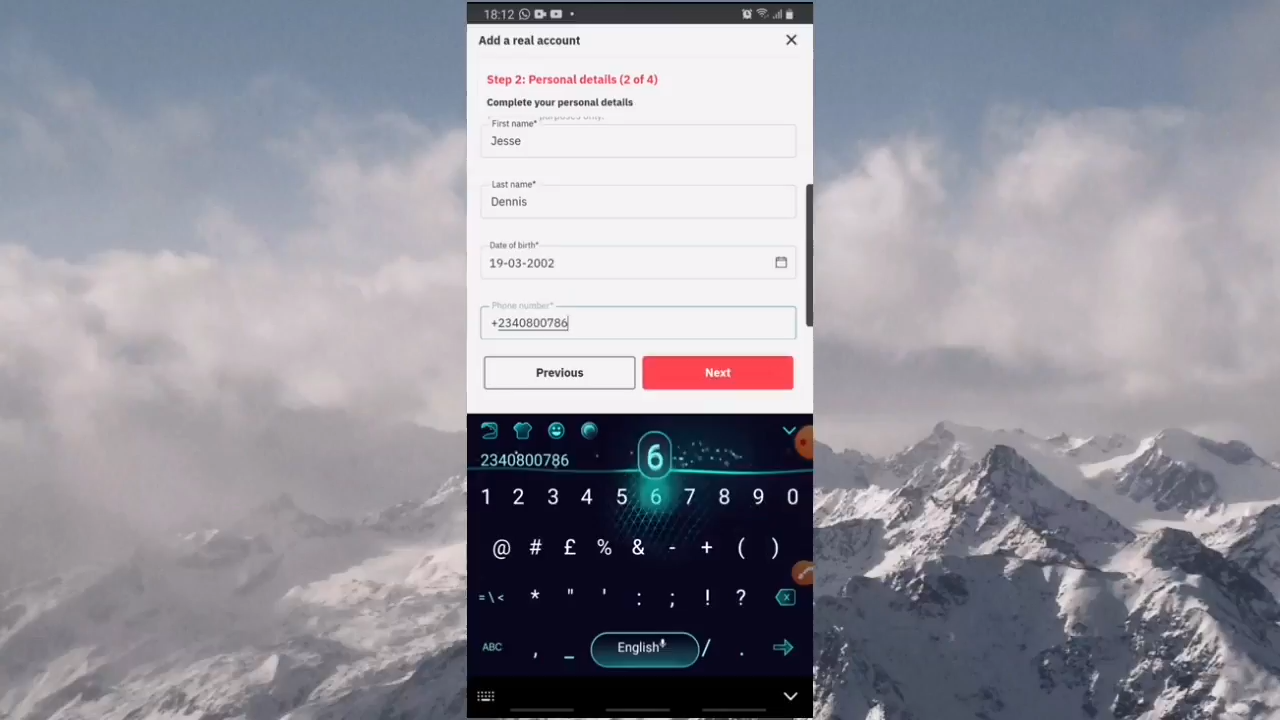 18:12
Add a real account
Step 2: Personal details (2 of 4)
Complete your personal details
purposes only.
First name*
Jesse
Last name*
Dennis
Date of birth*
19-03-2002
Phone number*
+2340800786
Previous Next
2340800786
6
1 2 3 4 5 6 7 8 9 0
@ # £ % & - + ( )
=\< * " ' : ; ! ?
ABC , _ English / .